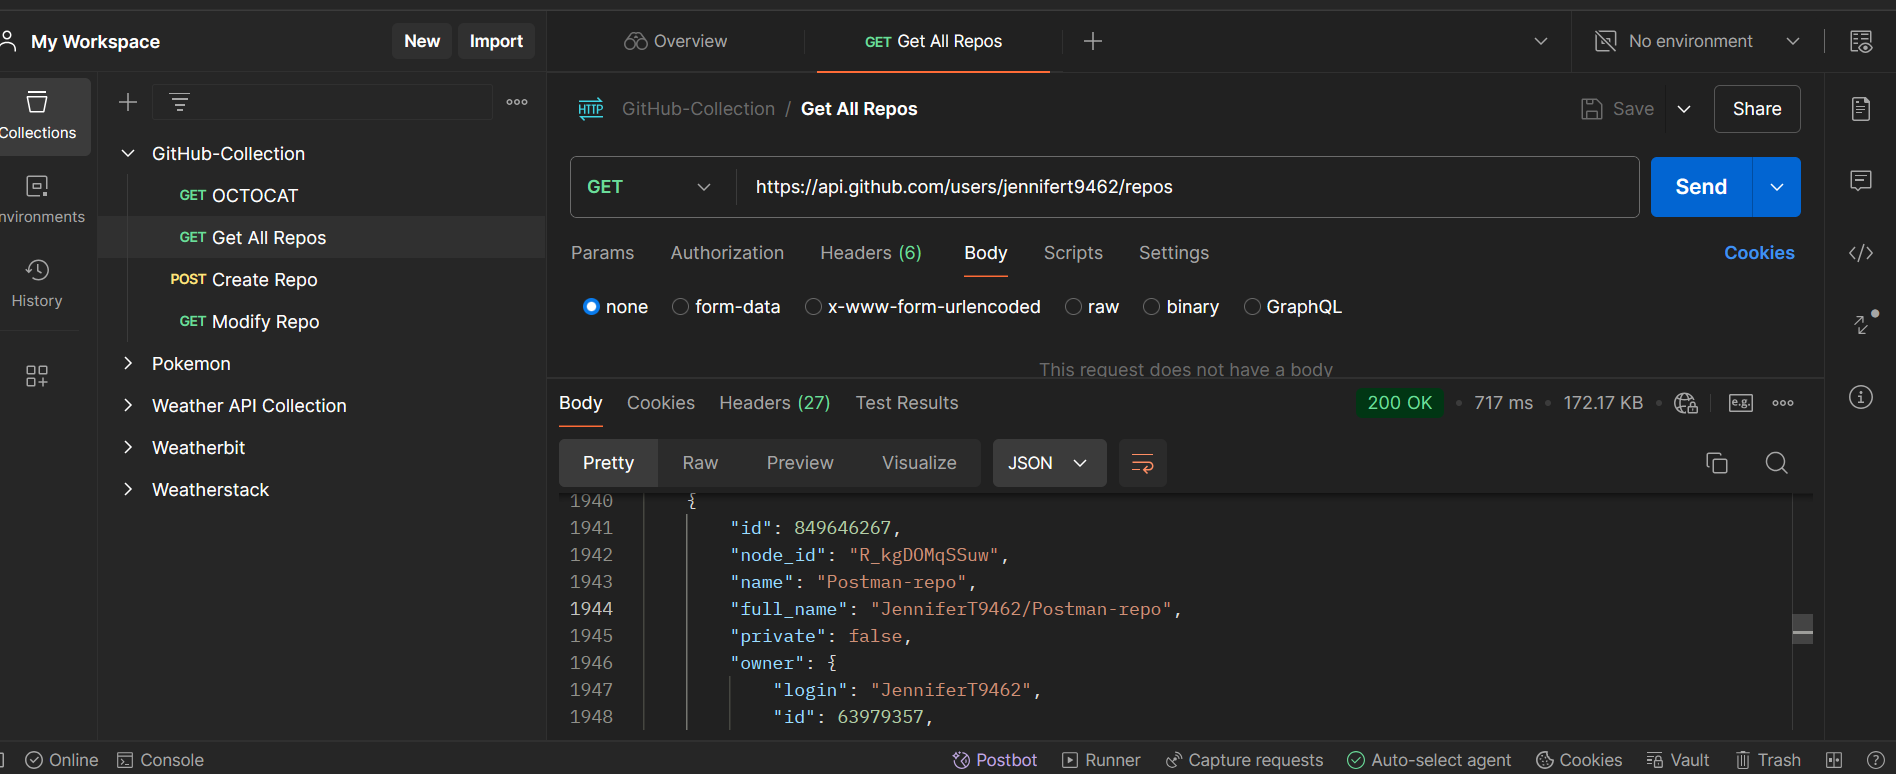 My Workspace
New
Import
Overview
GET Get All Repos
No environment
Collections
nvironments
History
GitHub-Collection
GET OCTOCAT
GET Get All Repos
POST Create Repo
GET Modify Repo
Pokemon
Weather API Collection
Weatherbit
Weatherstack
HTTP GitHub-Collection / Get All Repos
Save
Share
GET
https://api.github.com/users/jennifert9462/repos
Send
Params
Authorization
Headers (6)
Body
Scripts
Settings
Cookies
none
form-data
x-www-form-urlencoded
raw
binary
GraphQL
This request does not have a body
Body
Cookies
Headers (27)
Test Results
200 OK
717 ms
172.17 KB
e.g.
Pretty
Raw
Preview
Visualize
JSON
1940 {
1941 "id": 849646267,
1942 "node_id": "R_kgDOMqSSuw",
1943 "name": "Postman-repo",
1944 "full_name": "JenniferT9462/Postman-repo",
1945 "private": false,
1946 "owner": {
1947 "login": "JenniferT9462",
1948 "id": 63979357,
Online
Console
Postbot
Runner
Capture requests
Auto-select agent
Cookies
Vault
Trash